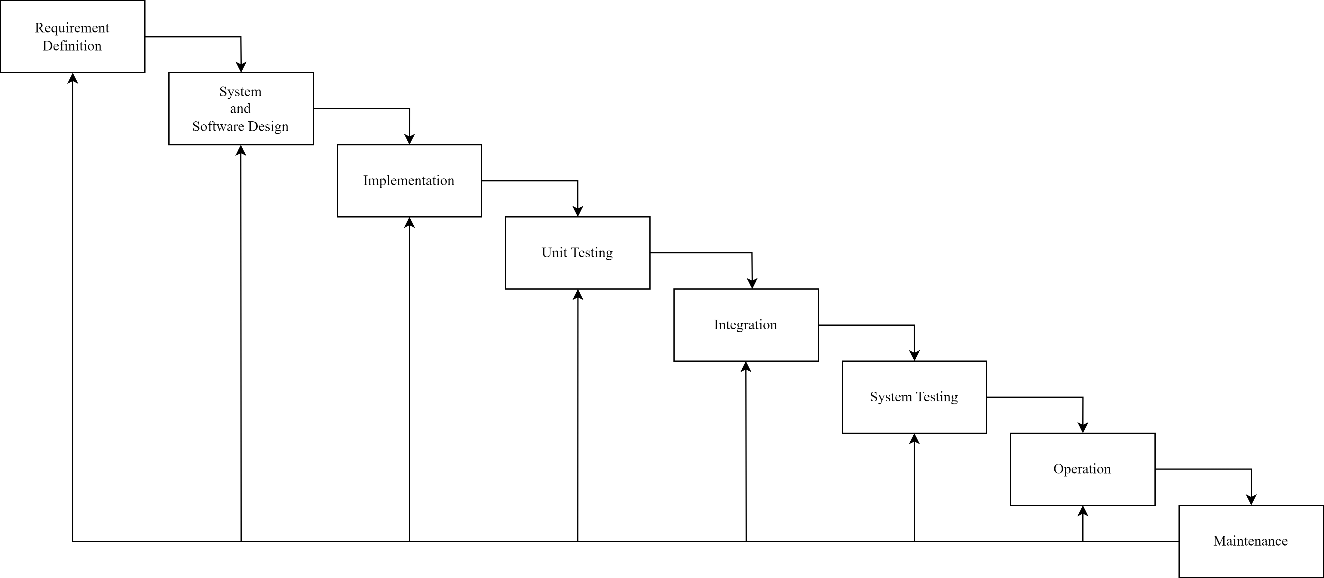 Requirement
Definition
System
and
Software Design
Implementation
Unit Testing
Integration
System Testing
Operation
Maintenance